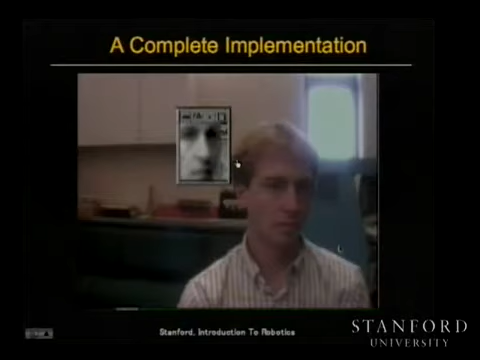 A Complete Implementation
Stanford, Introduction To Robotics
STANFORD
UNIVERSITY